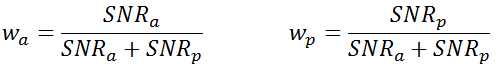 w_a = SNR_a / (SNR_a + SNR_p)    w_p = SNR_p / (SNR_a + SNR_p)